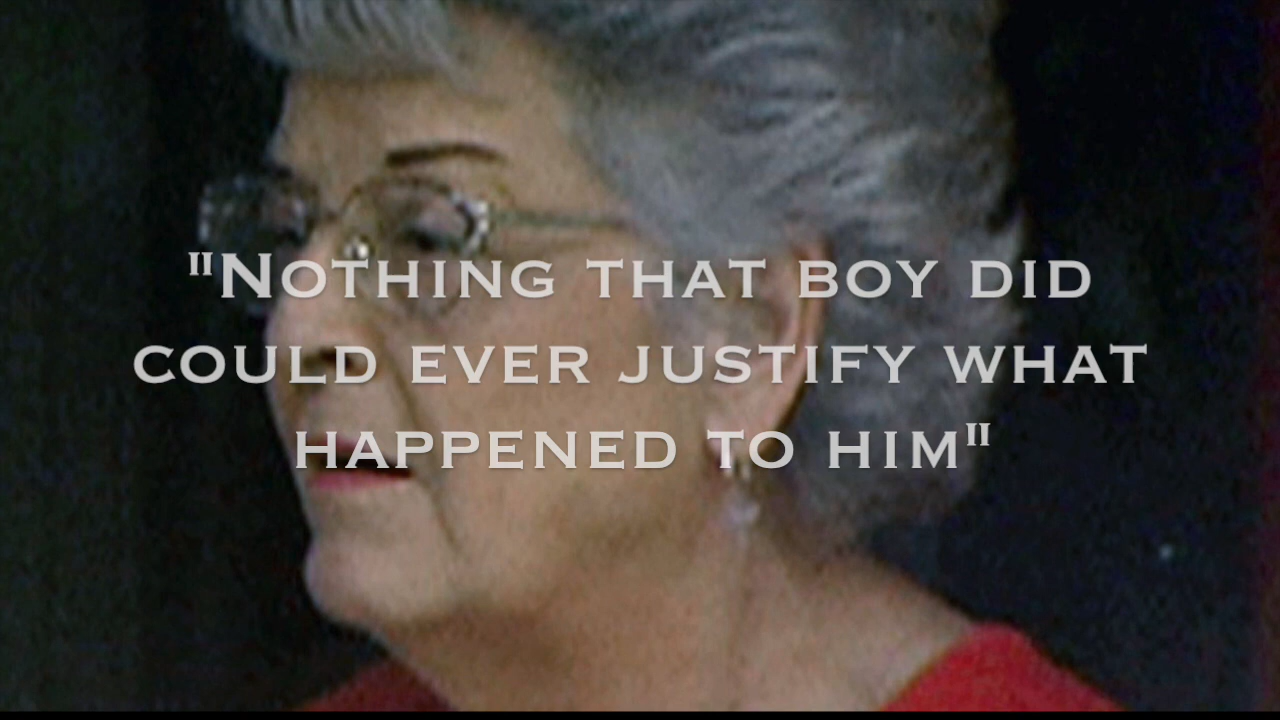 "Nothing that boy did
could ever justify what
happened to him"